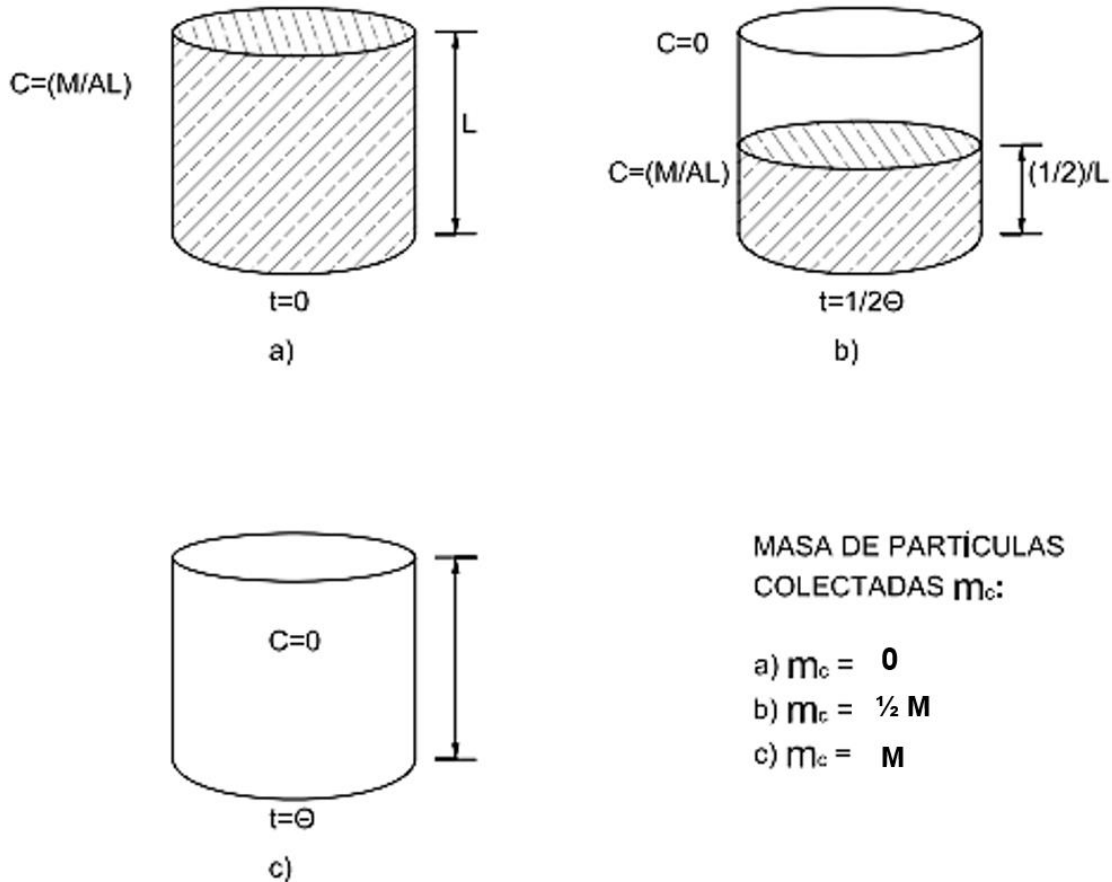 C=(M/AL)
L
t=0
a)
C=0
C=(M/AL)
(1/2)/L
t=1/2Θ
b)
C=0
t=Θ
c)
MASA DE PARTÍCULAS
COLECTADAS mc:
a) mc = 0
b) mc = ½ M
c) mc = M